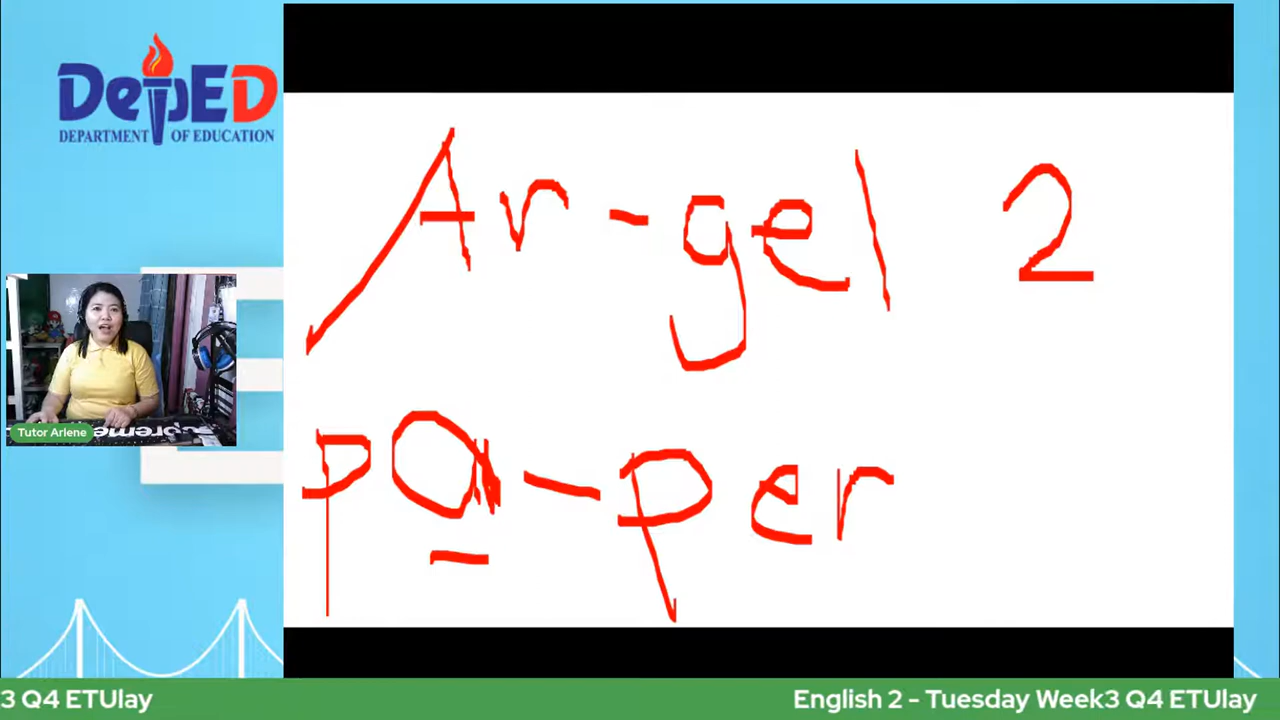 DepED
DEPARTMENT OF EDUCATION
Ar-gel 2
pa-per
Tutor Arlene
Supreme
3 Q4 ETUlay
English 2 - Tuesday Week3 Q4 ETUlay